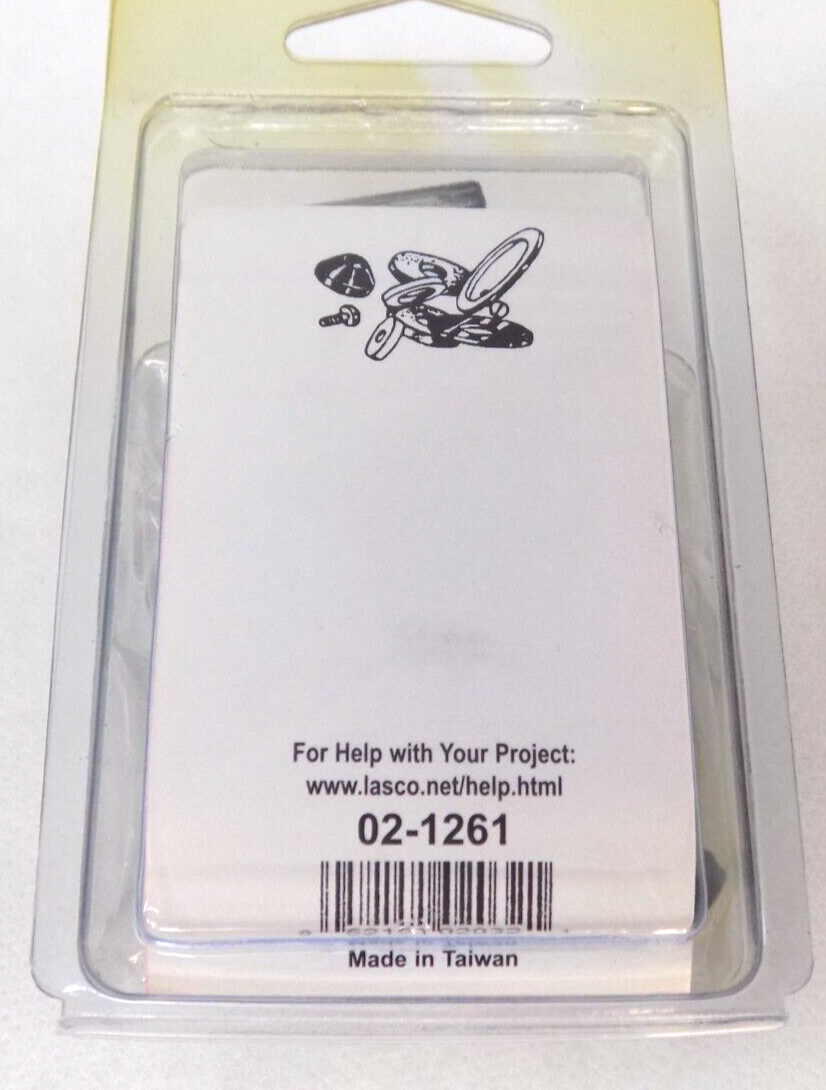 For Help with Your Project:
www.lasco.net/help.html
02-1261
Made in Taiwan